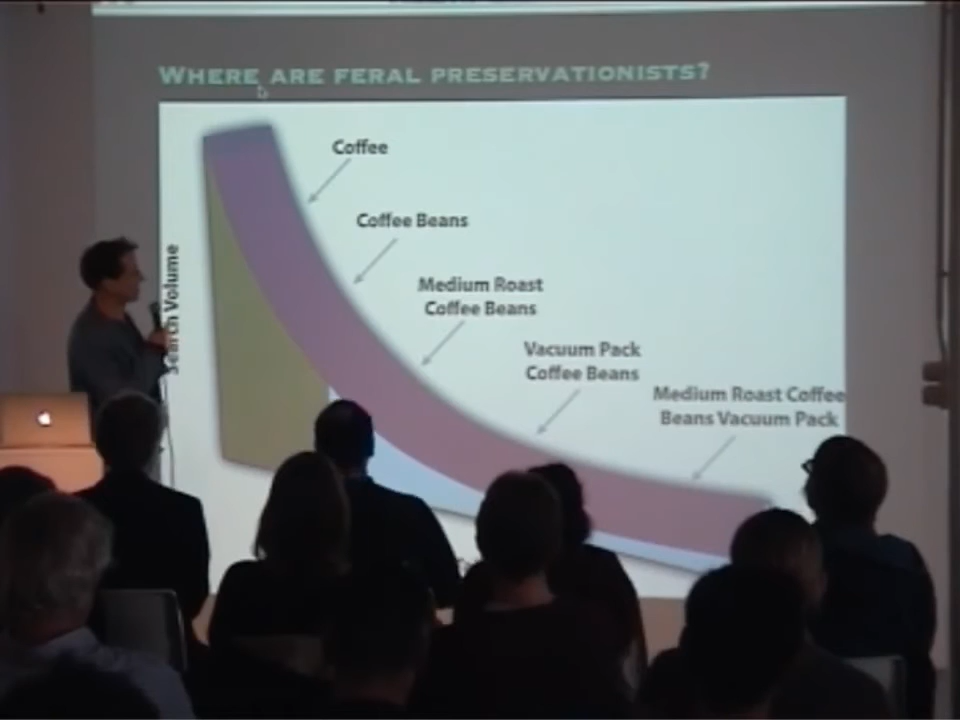 WHERE ARE FERAL PRESERVATIONISTS?
Coffee
Coffee Beans
Medium Roast
Coffee Beans
Vacuum Pack
Coffee Beans
Medium Roast Coffee
Beans Vacuum Pack
Search Volume